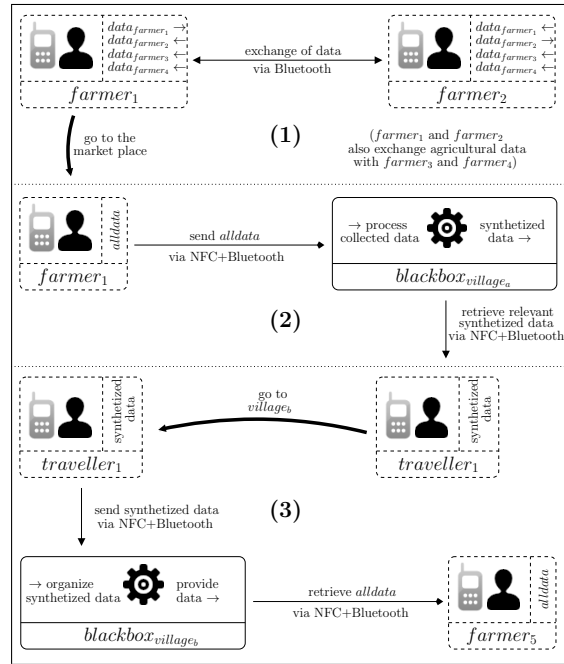 data_farmer1 →
data_farmer2 ←
data_farmer3 ←
data_farmer4 ←
farmer1
exchange of data
via Bluetooth
data_farmer1 ←
data_farmer2 →
data_farmer3 ←
data_farmer4 ←
farmer2
go to the
market place
(1)
(farmer1 and farmer2
also exchange agricultural data
with farmer3 and farmer4)
alldata
farmer1
send alldata
via NFC+Bluetooth
→ process
collected data
synthetized
data →
blackbox_village_a
(2)
retrieve relevant
synthetized data
via NFC+Bluetooth
synthetized
data
traveller1
go to
village_b
synthetized
data
traveller1
send synthetized data
via NFC+Bluetooth
(3)
→ organize
synthetized data
provide
data →
blackbox_village_b
retrieve alldata
via NFC+Bluetooth
alldata
farmer5